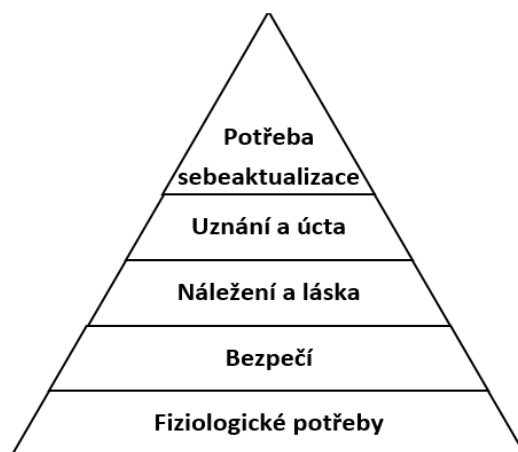 Potřeba
sebeaktualizace
Uznání a úcta
Náležení a láska
Bezpečí
Fiziologické potřeby